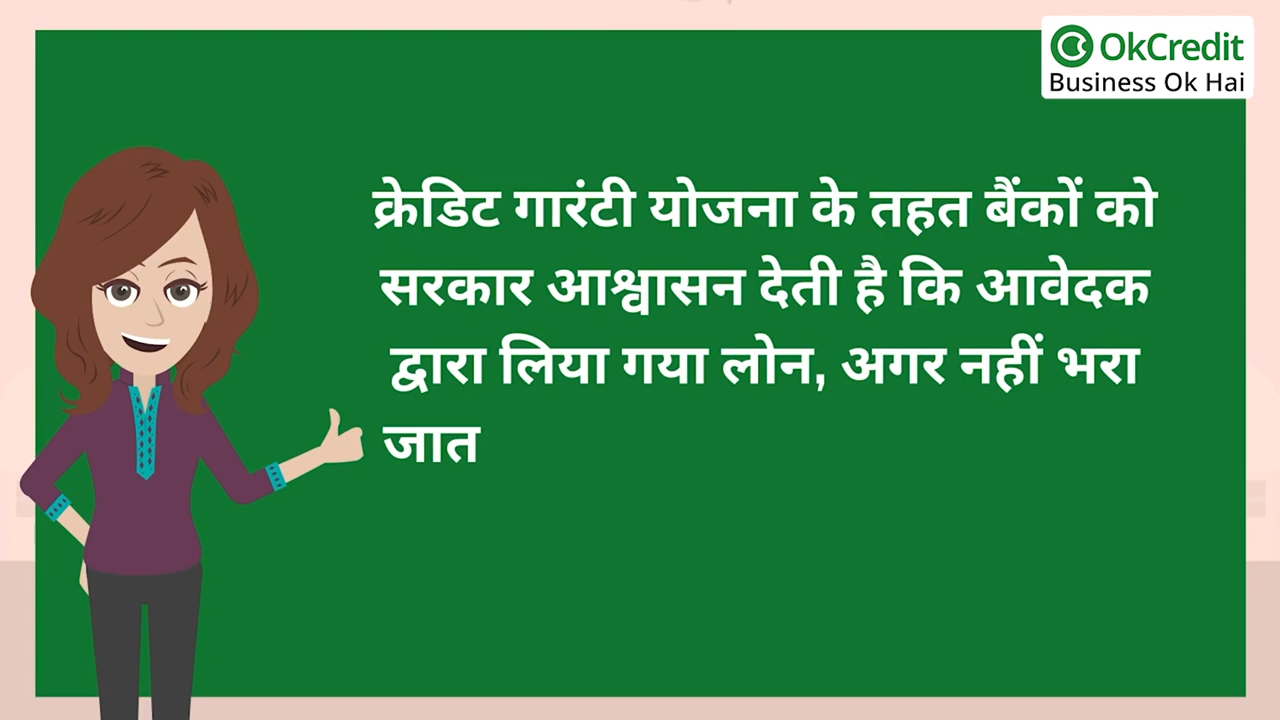 OkCredit
Business Ok Hai
क्रेडिट गारंटी योजना के तहत बैंकों को
सरकार आश्वासन देती है कि आवेदक
द्वारा लिया गया लोन, अगर नहीं भरा
जात